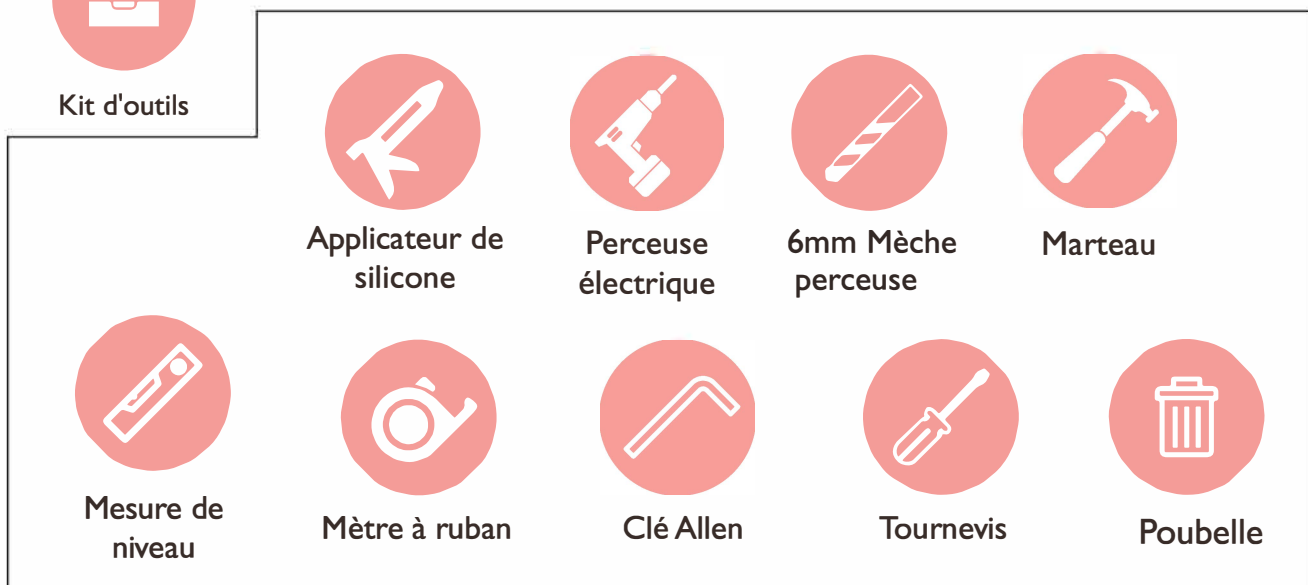 Kit d'outils
Applicateur de
silicone
Perceuse
électrique
6mm Mèche
perceuse
Marteau
Mesure de
niveau
Mètre à ruban
Clé Allen
Tournevis
Poubelle